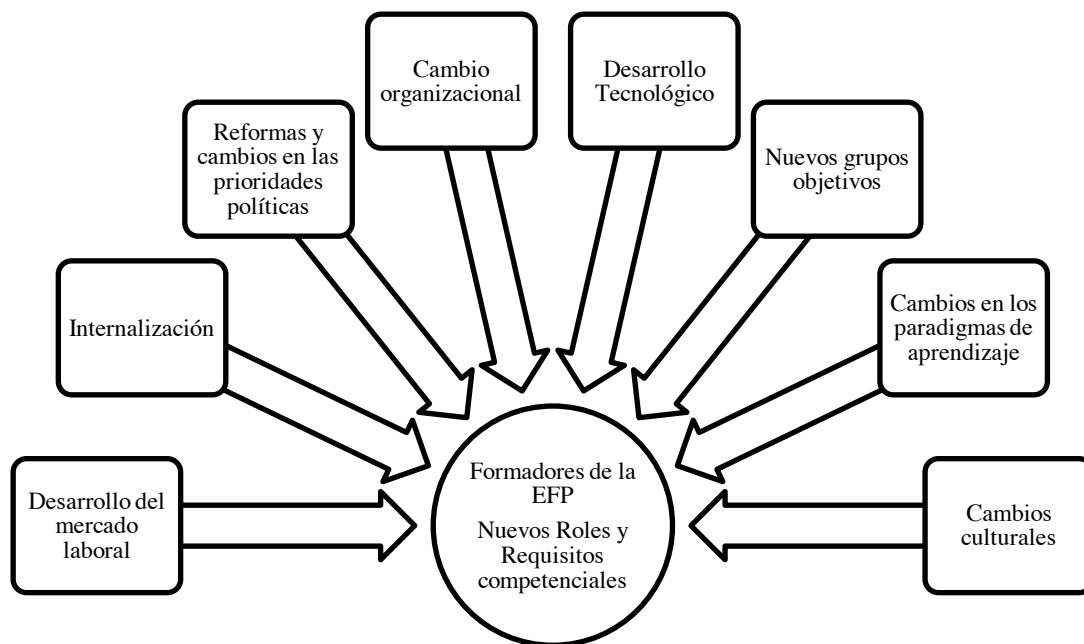 Cambio
organizacional
Desarrollo
Tecnológico
Reformas y
cambios en las
prioridades
políticas
Nuevos grupos
objetivos
Internalización
Cambios en los
paradigmas de
aprendizaje
Desarrollo del
mercado
laboral
Formadores de la
EFP
Nuevos Roles y
Requisitos
competenciales
Cambios
culturales